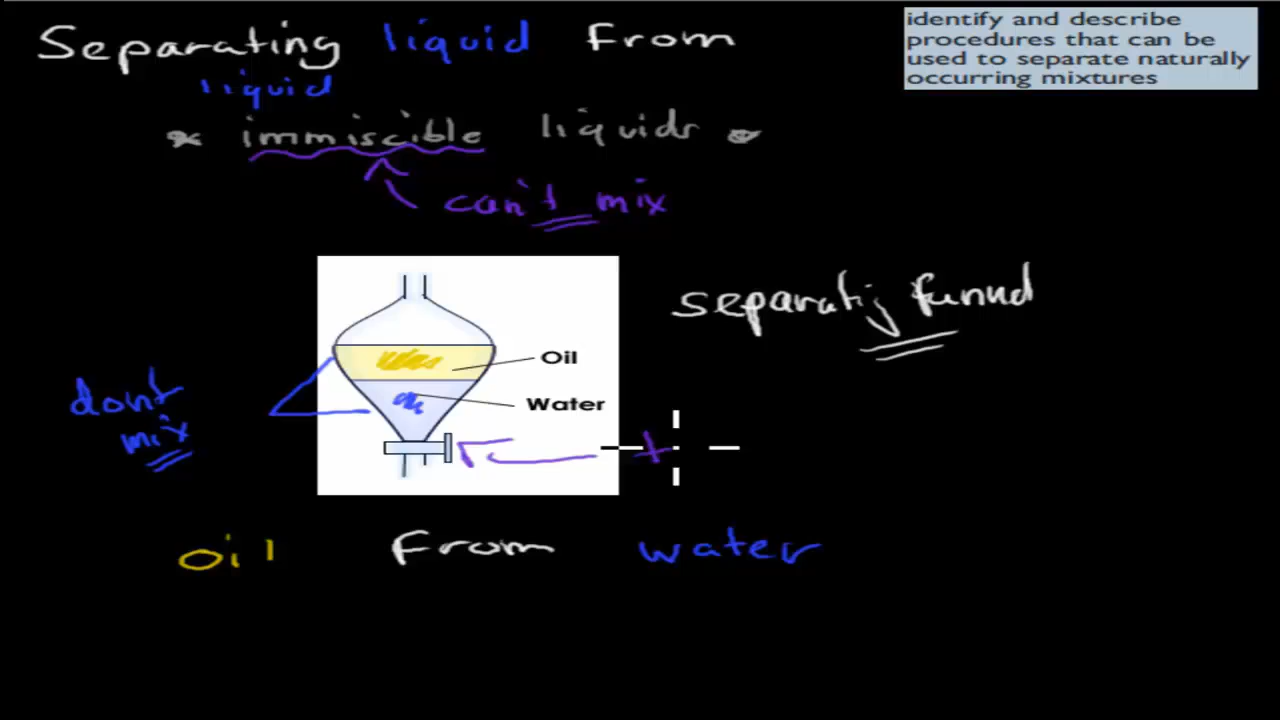 Separating liquid from
liquid
identify and describe
procedures that can be
used to separate naturally
occurring mixtures
* immiscible liquids *
can't mix
separatig funnel
Oil
Water
dont
mix
t
oil from water